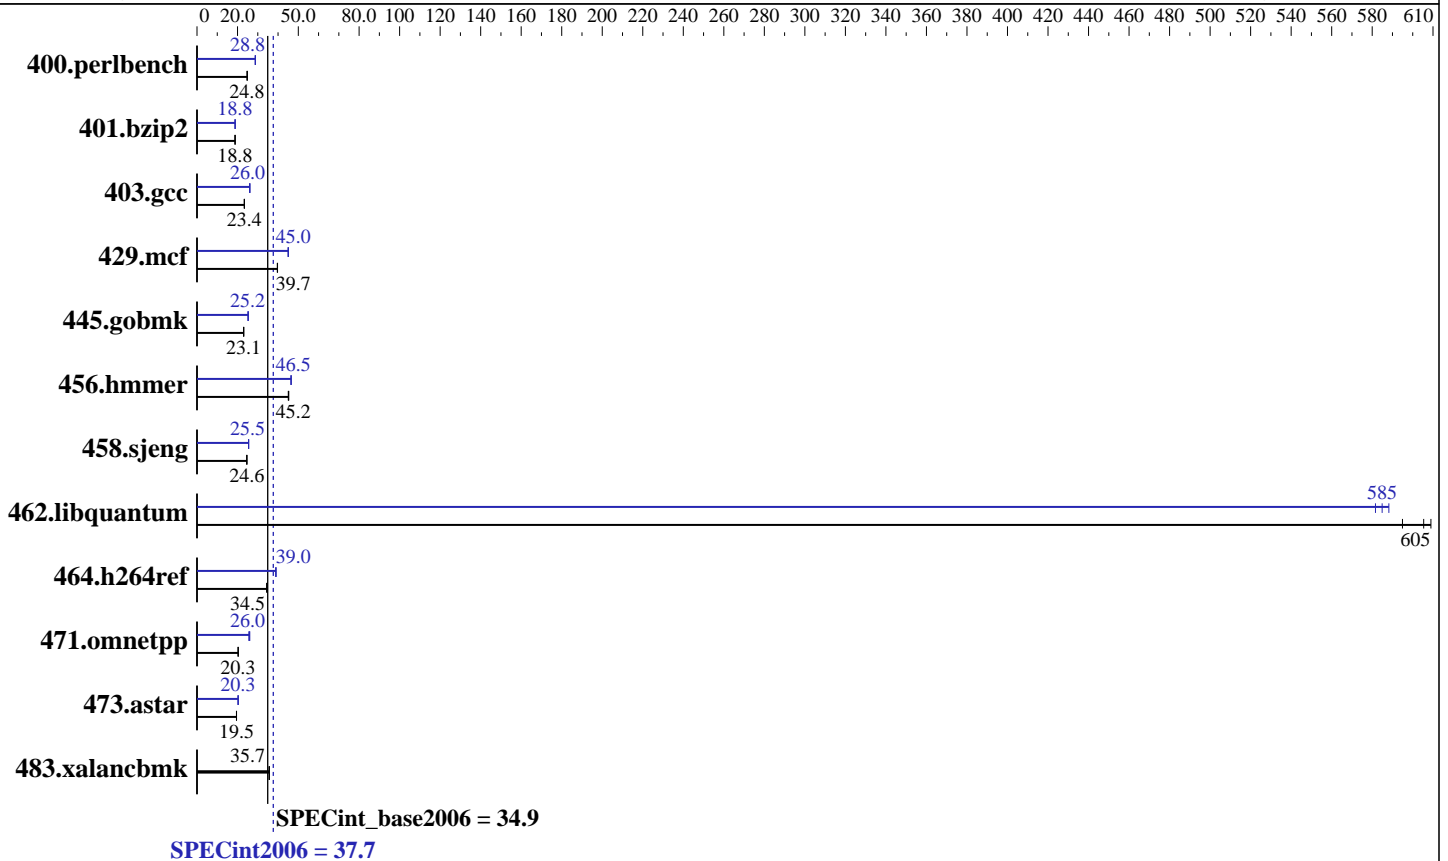 0 20.0 50.0 80.0 100 120 140 160 180 200 220 240 260 280 300 320 340 360 380 400 420 440 460 480 500 520 540 560 580 610
28.8
400.perlbench
24.8
18.8
401.bzip2
18.8
26.0
403.gcc
23.4
45.0
429.mcf
39.7
25.2
445.gobmk
23.1
46.5
456.hmmer
45.2
25.5
458.sjeng
24.6
585
462.libquantum
605
39.0
464.h264ref
34.5
26.0
471.omnetpp
20.3
20.3
473.astar
19.5
35.7
483.xalancbmk
SPECint_base2006 = 34.9
SPECint2006 = 37.7